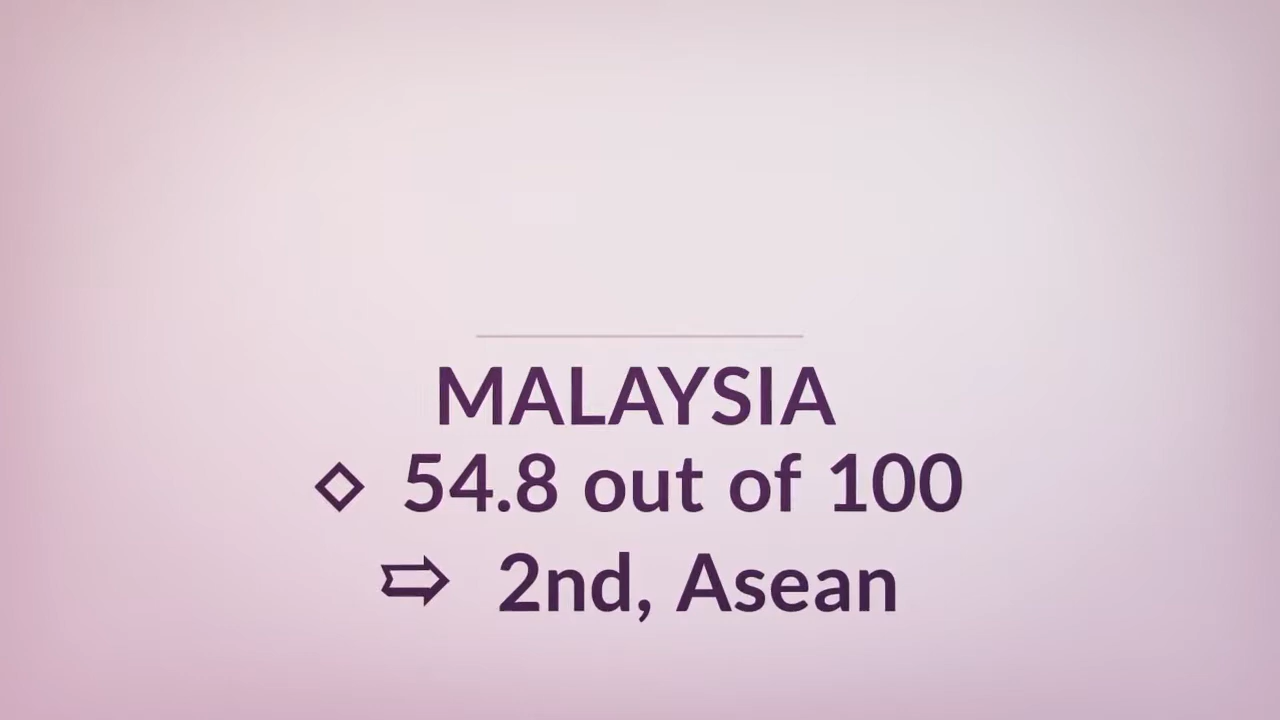 MALAYSIA
◇ 54.8 out of 100
⇨ 2nd, Asean